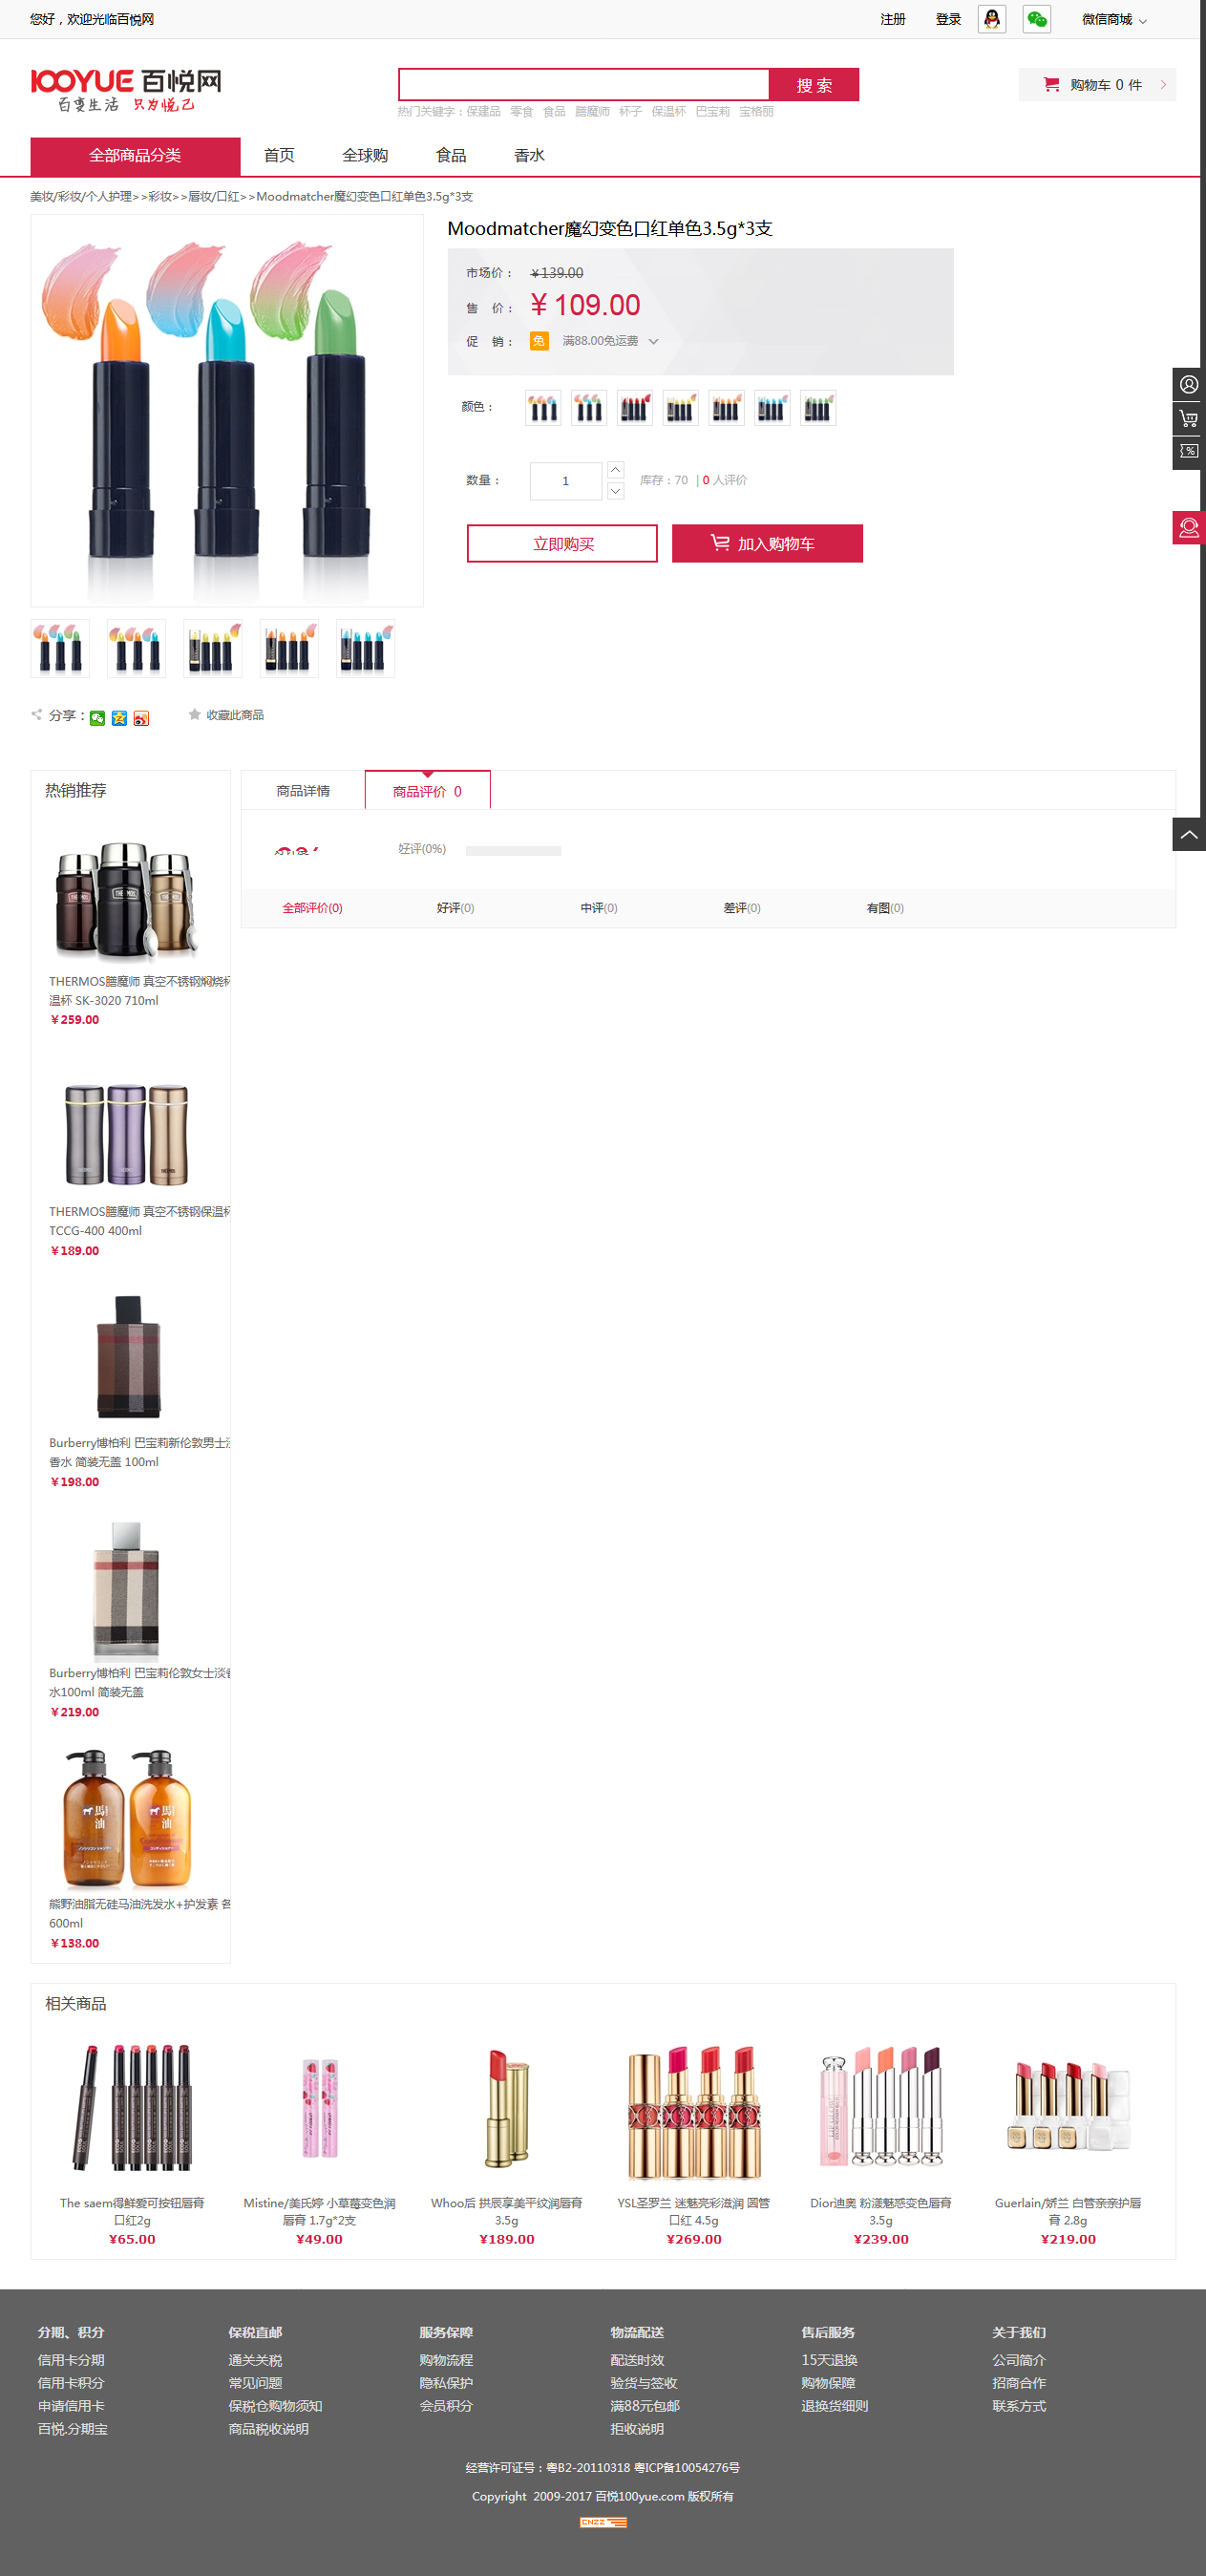 您好，欢迎光临百悦网
注册 登录 微信商城
100YUE 百悦网
百变生活 只为悦己
搜 索
购物车 0 件
热门关键字：保建品 零食 食品 膳魔师 杯子 保温杯 巴宝莉 宝格丽
全部商品分类 首页 全球购 食品 香水
美妆/彩妆/个人护理>>彩妆>>唇妆/口红>>Moodmatcher魔幻变色口红单色3.5g*3支
Moodmatcher魔幻变色口红单色3.5g*3支
市场价： ￥139.00
售 价： ￥109.00
促 销： 免 满88.00免运费
颜色：
数量： 1 库存：70 | 0 人评价
立即购买 加入购物车
分享： 收藏此商品
热销推荐
商品详情 商品评价 0
好评(0%)
全部评价(0) 好评(0) 中评(0) 差评(0) 有图(0)
THERMOS膳魔师 真空不锈钢焖烧杯
温杯 SK-3020 710ml
￥259.00
THERMOS膳魔师 真空不锈钢保温杯
TCCG-400 400ml
￥189.00
Burberry博柏利 巴宝莉新伦敦男士淡
香水 简装无盖 100ml
￥198.00
Burberry博柏利 巴宝莉伦敦女士淡香
水100ml 简装无盖
￥219.00
馬油 馬油
熊野油脂无硅马油洗发水+护发素 各
600ml
￥138.00
相关商品
The saem得鲜爱可按钮唇膏
口红2g
¥65.00
Mistine/美氏婷 小草莓变色润
唇膏 1.7g*2支
¥49.00
Whoo后 拱辰享美平纹润唇膏
3.5g
¥189.00
YSL圣罗兰 迷魅亮彩滋润 圆管
口红 4.5g
¥269.00
Dior迪奥 粉漾魅惑变色唇膏
3.5g
¥239.00
Guerlain/娇兰 白管亲亲护唇
膏 2.8g
¥219.00
分期、积分 保税直邮 服务保障 物流配送 售后服务 关于我们
信用卡分期 通关关税 购物流程 配送时效 15天退换 公司简介
信用卡积分 常见问题 隐私保护 验货与签收 购物保障 招商合作
申请信用卡 保税仓购物须知 会员积分 满88元包邮 退换货细则 联系方式
百悦.分期宝 商品税收说明 拒收说明
经营许可证号：粤B2-20110318 粤ICP备10054276号
Copyright 2009-2017 百悦100yue.com 版权所有
CNZZ